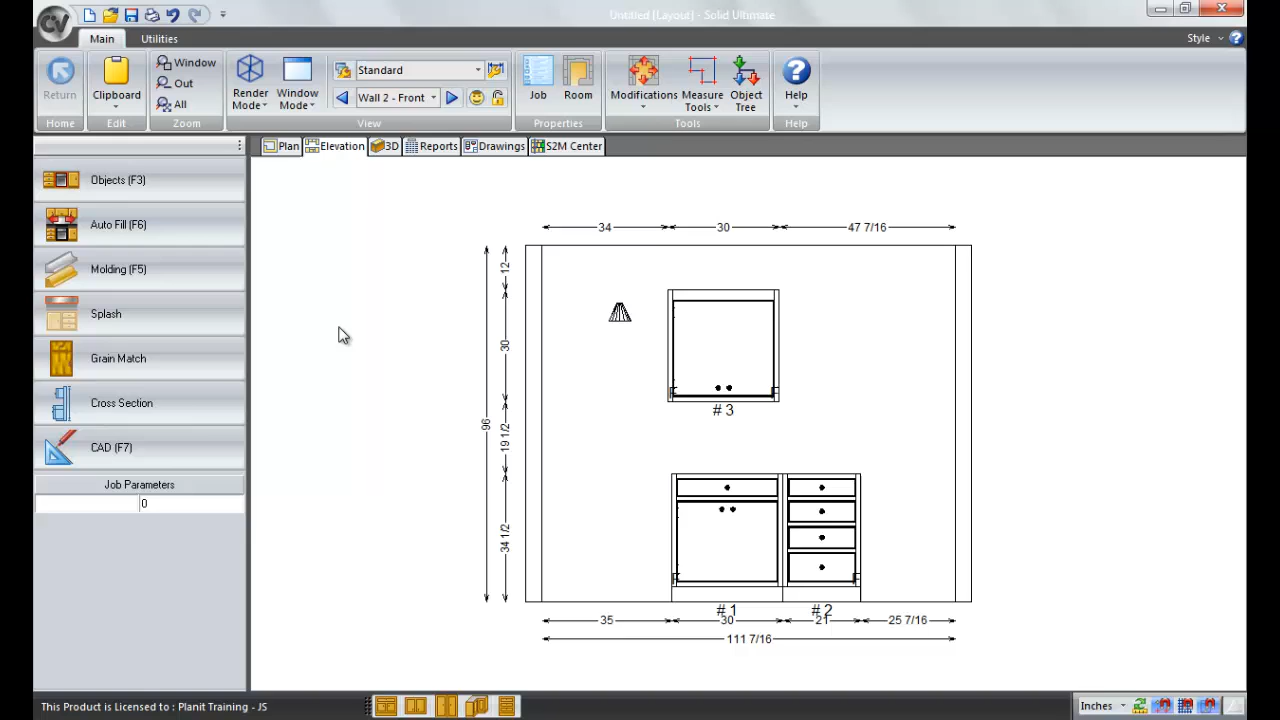 CV
Untitled [Layout] - Solid Ultimate
Main Utilities
Style
Return
Clipboard
Window
Out
All
Render Mode
Window Mode
Standard
Wall 2 - Front
Job
Room
Modifications
Measure Tools
Object Tree
Help
Home
Edit
Zoom
View
Properties
Tools
Help
Plan
Elevation
3D
Reports
Drawings
S2M Center
Objects (F3)
Auto Fill (F6)
Molding (F5)
Splash
Grain Match
Cross Section
CAD (F7)
Job Parameters
0
34
30
47 7/16
12
30
96
19 1/2
34 1/2
# 3
# 1
# 2
35
30
21
25 7/16
111 7/16
This Product is Licensed to : Planit Training - JS
Inches